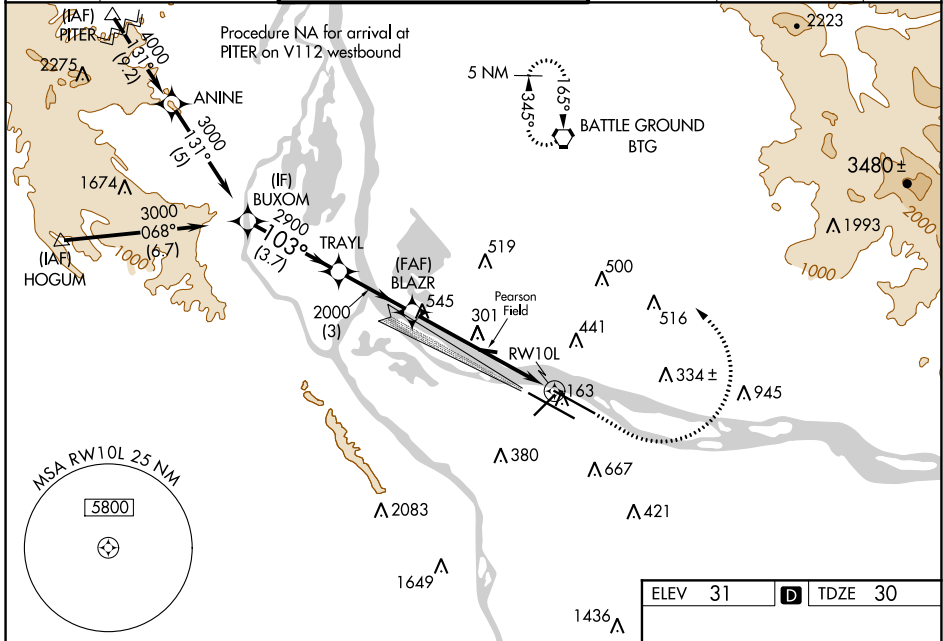 (IAF)
PITER
4000
131°
(9.2)
Procedure NA for arrival at
PITER on V112 westbound
2223
2275
ANINE
3000
131°
(5)
5 NM
345°
165°
BATTLE GROUND
BTG
3480 ±
1674
(IF)
BUXOM
2900
103°
(3.7)
3000
068°
(6.7)
1000
(IAF)
HOGUM
TRAYL
2000
(3)
(FAF)
BLAZR
545
519
500
516
1993
2000
1000
301
Pearson
Field
441
RW10L
163
334 ±
945
380
667
421
2083
1649
1436
MSA RW10L 25 NM
5800
ELEV 31
D
TDZE 30